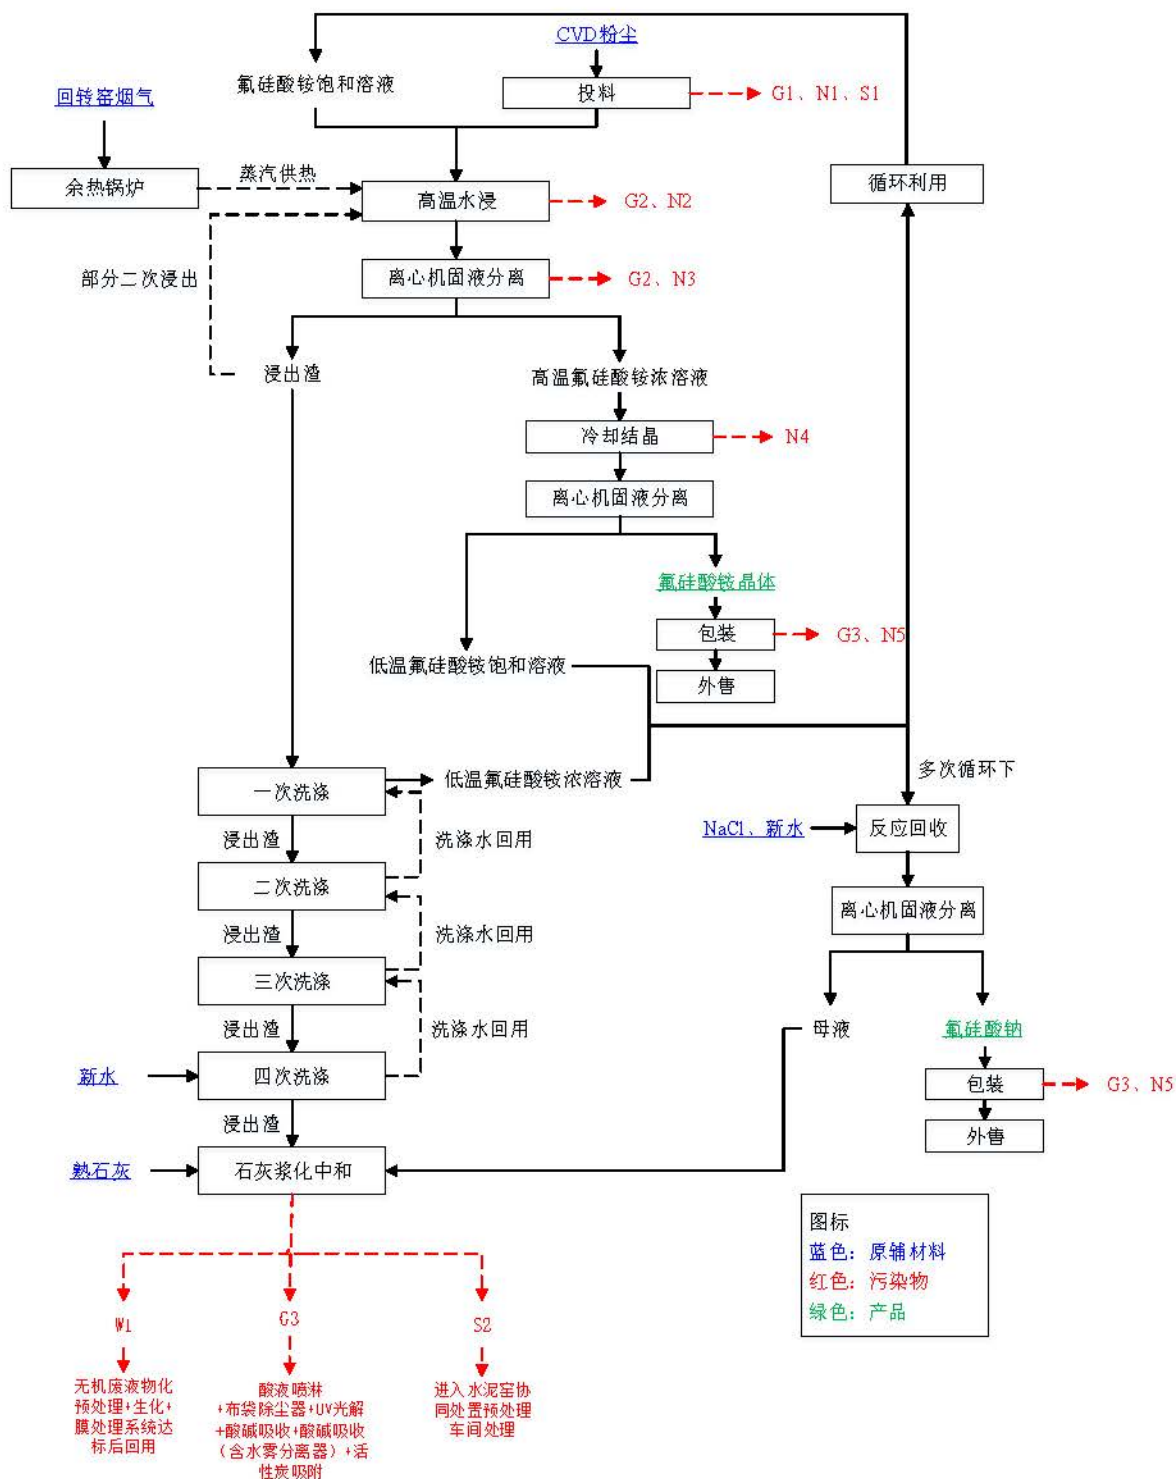 CVD粉尘
氟硅酸铵饱和溶液
回转窑烟气
投料
G1、N1、S1
蒸汽供热
余热锅炉
高温水浸
G2、N2
循环利用
部分二次浸出
离心机固液分离
G2、N3
浸出渣
高温氟硅酸铵浓溶液
冷却结晶
N4
离心机固液分离
氟硅酸铵晶体
包装
G3、N5
低温氟硅酸铵饱和溶液
外售
一次洗涤
低温氟硅酸铵浓溶液
多次循环下
浸出渣
洗涤水回用
NaCl、新水
反应回收
二次洗涤
离心机固液分离
浸出渣
洗涤水回用
三次洗涤
浸出渣
洗涤水回用
母液
氟硅酸钠
新水
四次洗涤
包装
G3、N5
浸出渣
外售
熟石灰
石灰浆化中和
图标
蓝色：原辅材料
红色：污染物
绿色：产品
W1
G3
S2
无机废液物化
预处理+生化+
膜处理系统达
标后回用
酸液喷淋
+布袋除尘器+UV光解
+酸碱吸收+酸碱吸收
（含水雾分离器）+活
性炭吸附
进入水泥窑协
同处置预处理
车间处理